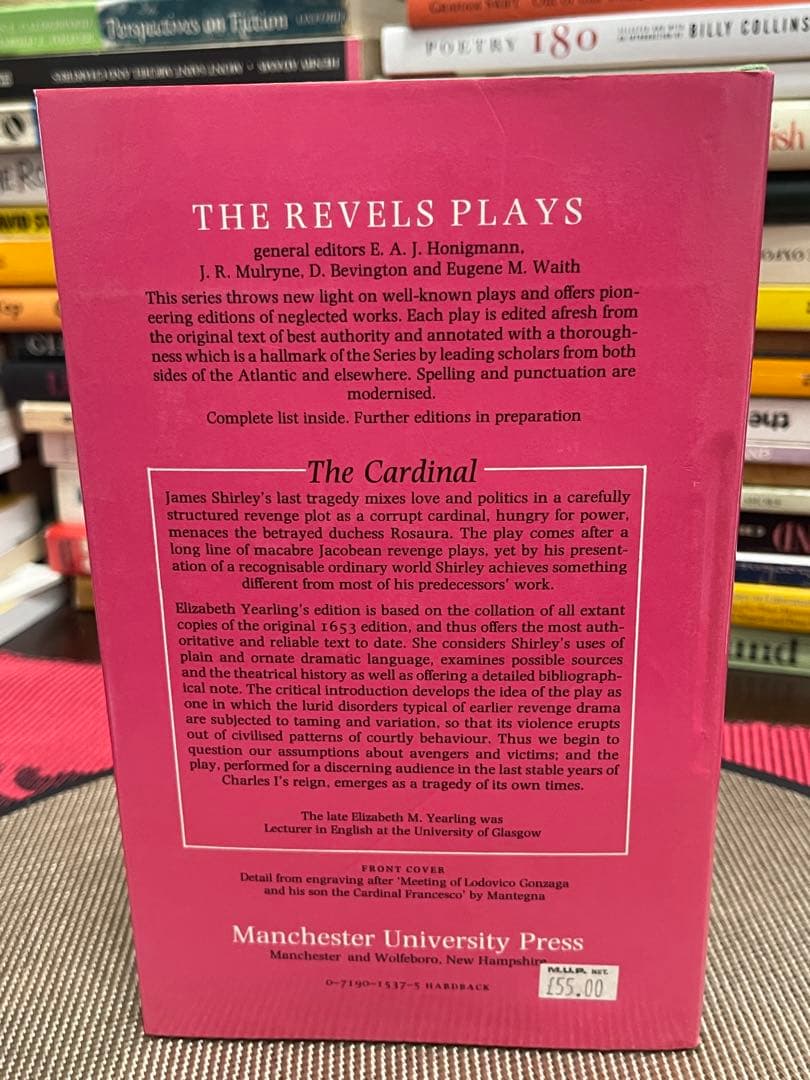 Perspectives on Fiction
POETRY 180
BILLY COLLINS
THE REVELS PLAYS
general editors E. A. J. Honigmann,
J. R. Mulryne, D. Bevington and Eugene M. Waith
This series throws new light on well-known plays and offers pion-
eering editions of neglected works. Each play is edited afresh from
the original text of best authority and annotated with a thorough-
ness which is a hallmark of the Series by leading scholars from both
sides of the Atlantic and elsewhere. Spelling and punctuation are
modernised.
Complete list inside. Further editions in preparation
The Cardinal
James Shirley's last tragedy mixes love and politics in a carefully
structured revenge plot as a corrupt cardinal, hungry for power,
menaces the betrayed duchess Rosaura. The play comes after a
long line of macabre Jacobean revenge plays, yet by his present-
ation of a recognisable ordinary world Shirley achieves something
different from most of his predecessors' work.
Elizabeth Yearling's edition is based on the collation of all extant
copies of the original 1653 edition, and thus offers the most auth-
oritative and reliable text to date. She considers Shirley's uses of
plain and ornate dramatic language, examines possible sources
and the theatrical history as well as offering a detailed bibliograph-
ical note. The critical introduction develops the idea of the play as
one in which the lurid disorders typical of earlier revenge drama
are subjected to taming and variation, so that its violence erupts
out of civilised patterns of courtly behaviour. Thus we begin to
question our assumptions about avengers and victims; and the
play, performed for a discerning audience in the last stable years of
Charles I's reign, emerges as a tragedy of its own times.
The late Elizabeth M. Yearling was
Lecturer in English at the University of Glasgow
FRONT COVER
Detail from engraving after 'Meeting of Lodovico Gonzaga
and his son the Cardinal Francesco' by Mantegna
Manchester University Press
Manchester and Wolfeboro, New Hampshire
0-7190-1537-5 HARDBACK
M.U.P. NET.
£55.00